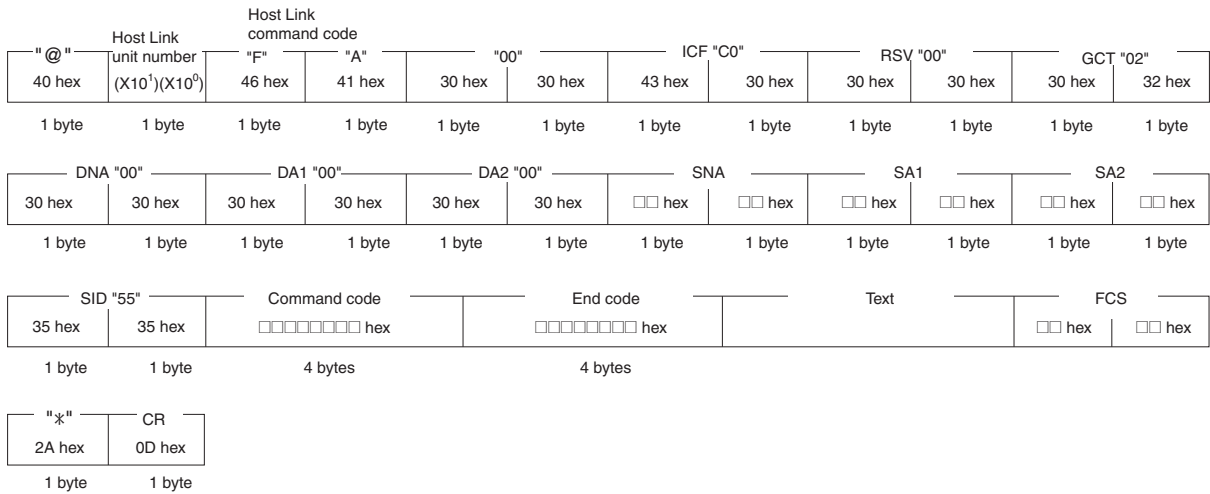 Host Link
command code
"@" Host Link
unit number "F" "A" "00" ICF "C0" RSV "00" GCT "02"
40 hex (X10¹)(X10⁰) 46 hex 41 hex 30 hex 30 hex 43 hex 30 hex 30 hex 30 hex 30 hex 32 hex
1 byte 1 byte 1 byte 1 byte 1 byte 1 byte 1 byte 1 byte 1 byte 1 byte 1 byte 1 byte
DNA "00" DA1 "00" DA2 "00" SNA SA1 SA2
30 hex 30 hex 30 hex 30 hex 30 hex 30 hex □□ hex □□ hex □□ hex □□ hex □□ hex □□ hex
1 byte 1 byte 1 byte 1 byte 1 byte 1 byte 1 byte 1 byte 1 byte 1 byte 1 byte 1 byte
SID "55" Command code End code Text FCS
35 hex 35 hex □□□□□□□□ hex □□□□□□□□ hex □□ hex □□ hex
1 byte 1 byte 4 bytes 4 bytes
"*" CR
2A hex 0D hex
1 byte 1 byte